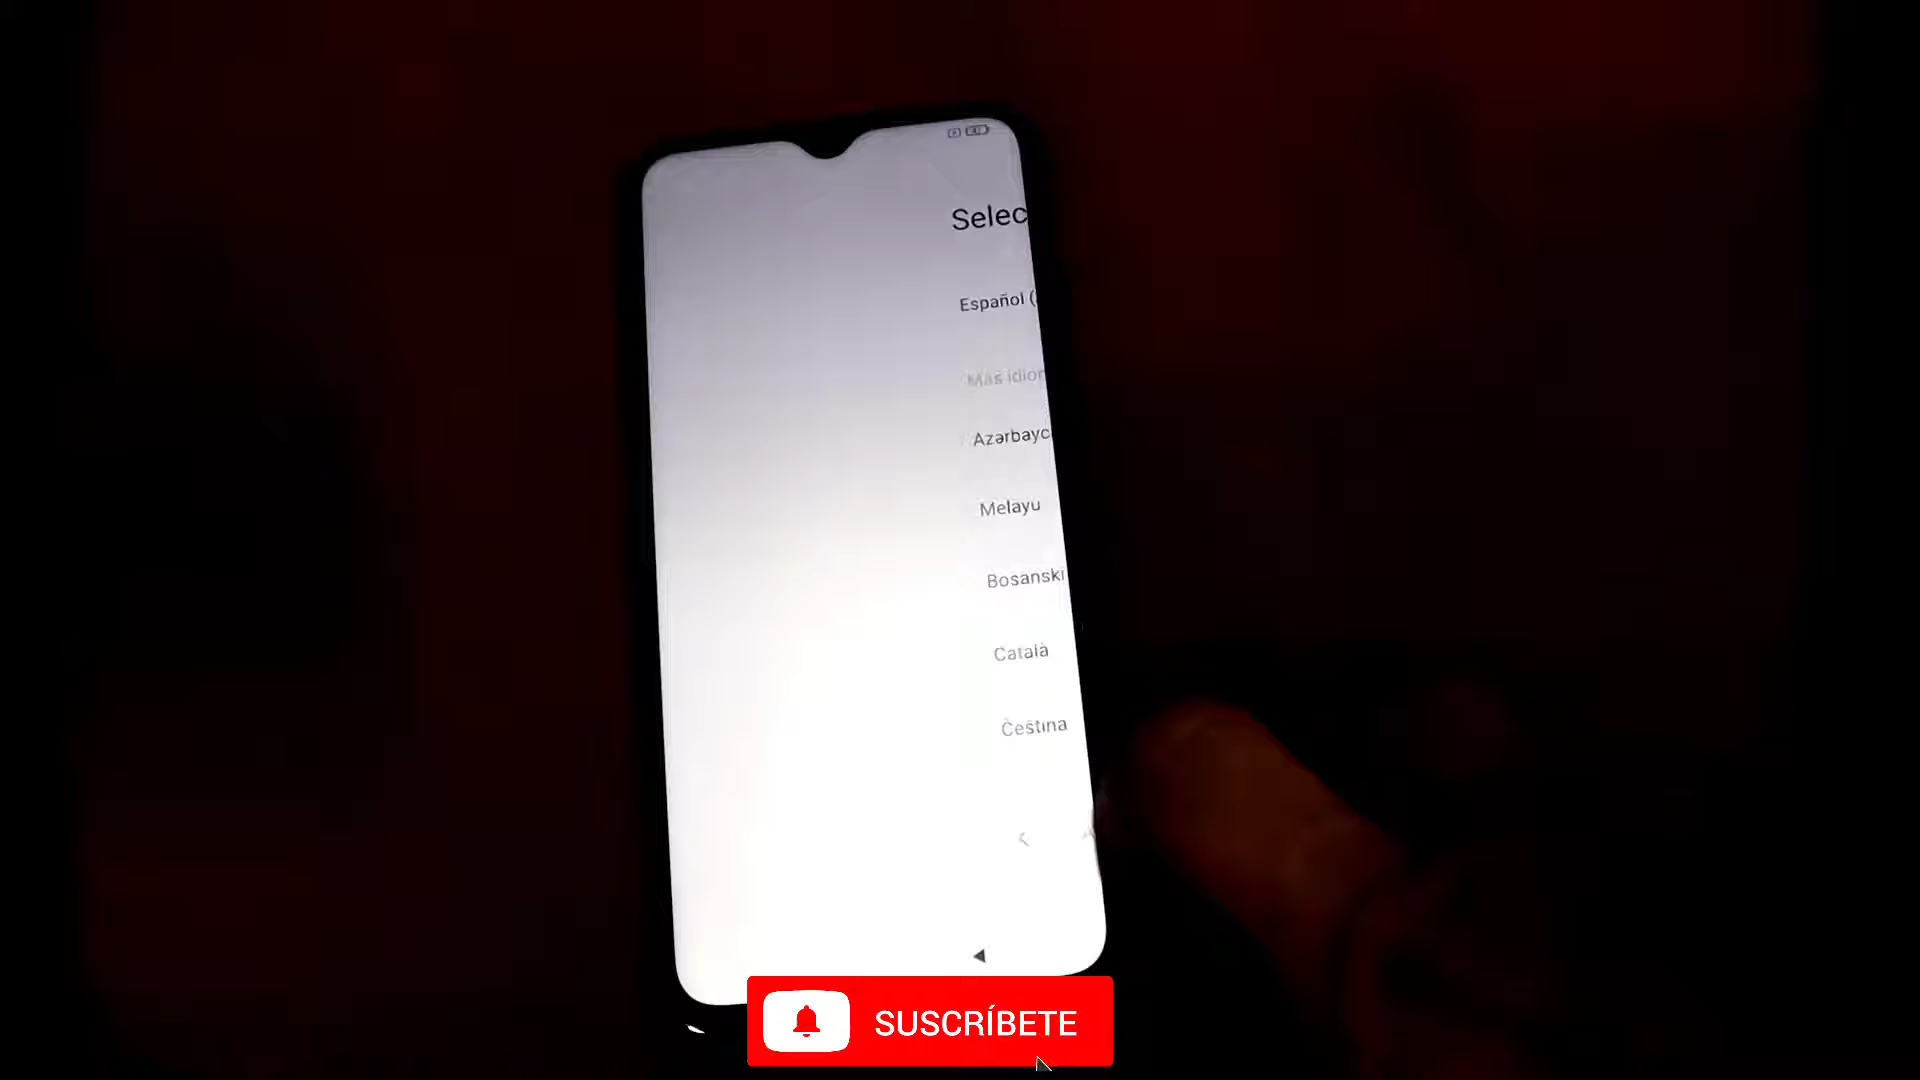 Selec
Español (
Más idion
Azərbayc
Melayu
Bosanski
Català
Čeština
SUSCRÍBETE